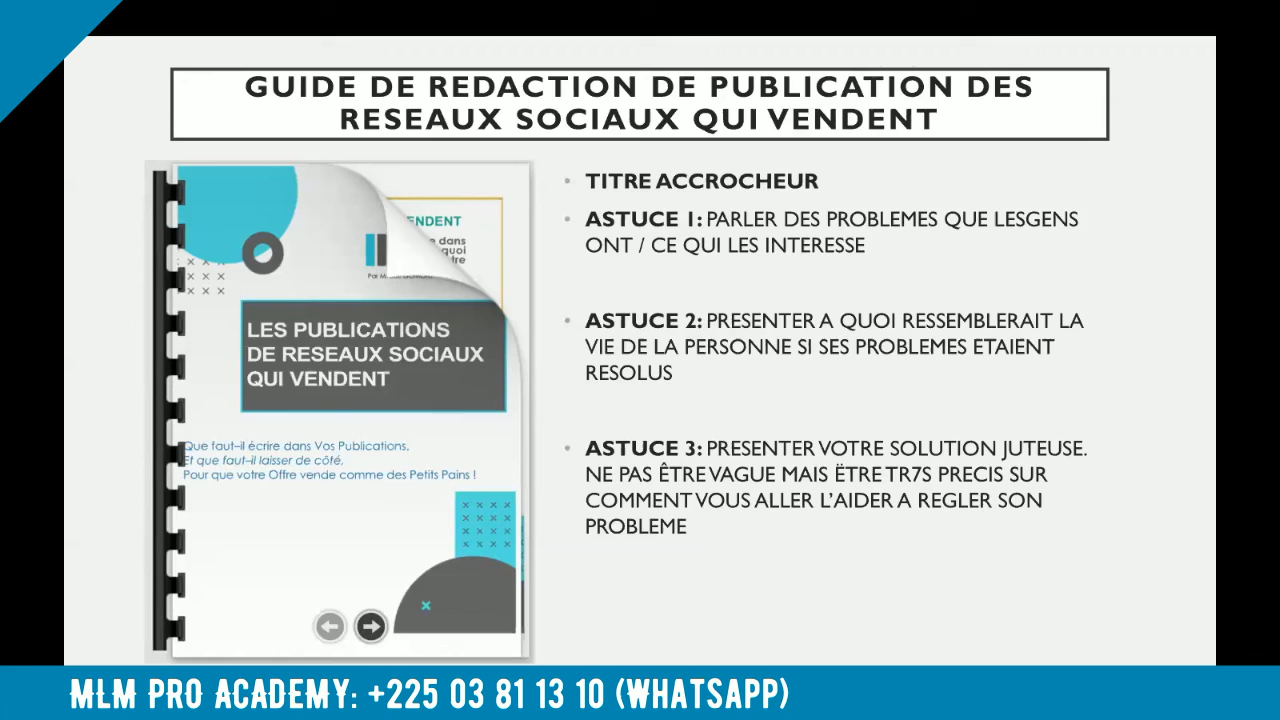 GUIDE DE REDACTION DE PUBLICATION DES
RESEAUX SOCIAUX QUI VENDENT
ENDENT
dans
quoi
dre
Par
LES PUBLICATIONS
DE RESEAUX SOCIAUX
QUI VENDENT
Que faut-il écrire dans Vos Publications,
Et que faut-il laisser de côté,
Pour que votre Offre vende comme des Petits Pains !
• TITRE ACCROCHEUR
• ASTUCE 1: PARLER DES PROBLEMES QUE LESGENS
ONT / CE QUI LES INTERESSE
• ASTUCE 2: PRESENTER A QUOI RESSEMBLERAIT LA
VIE DE LA PERSONNE SI SES PROBLEMES ETAIENT
RESOLUS
• ASTUCE 3: PRESENTER VOTRE SOLUTION JUTEUSE.
NE PAS ÊTRE VAGUE MAIS ËTRE TR7S PRECIS SUR
COMMENT VOUS ALLER L’AIDER A REGLER SON
PROBLEME
MLM PRO ACADEMY: +225 03 81 13 10 (WHATSAPP)